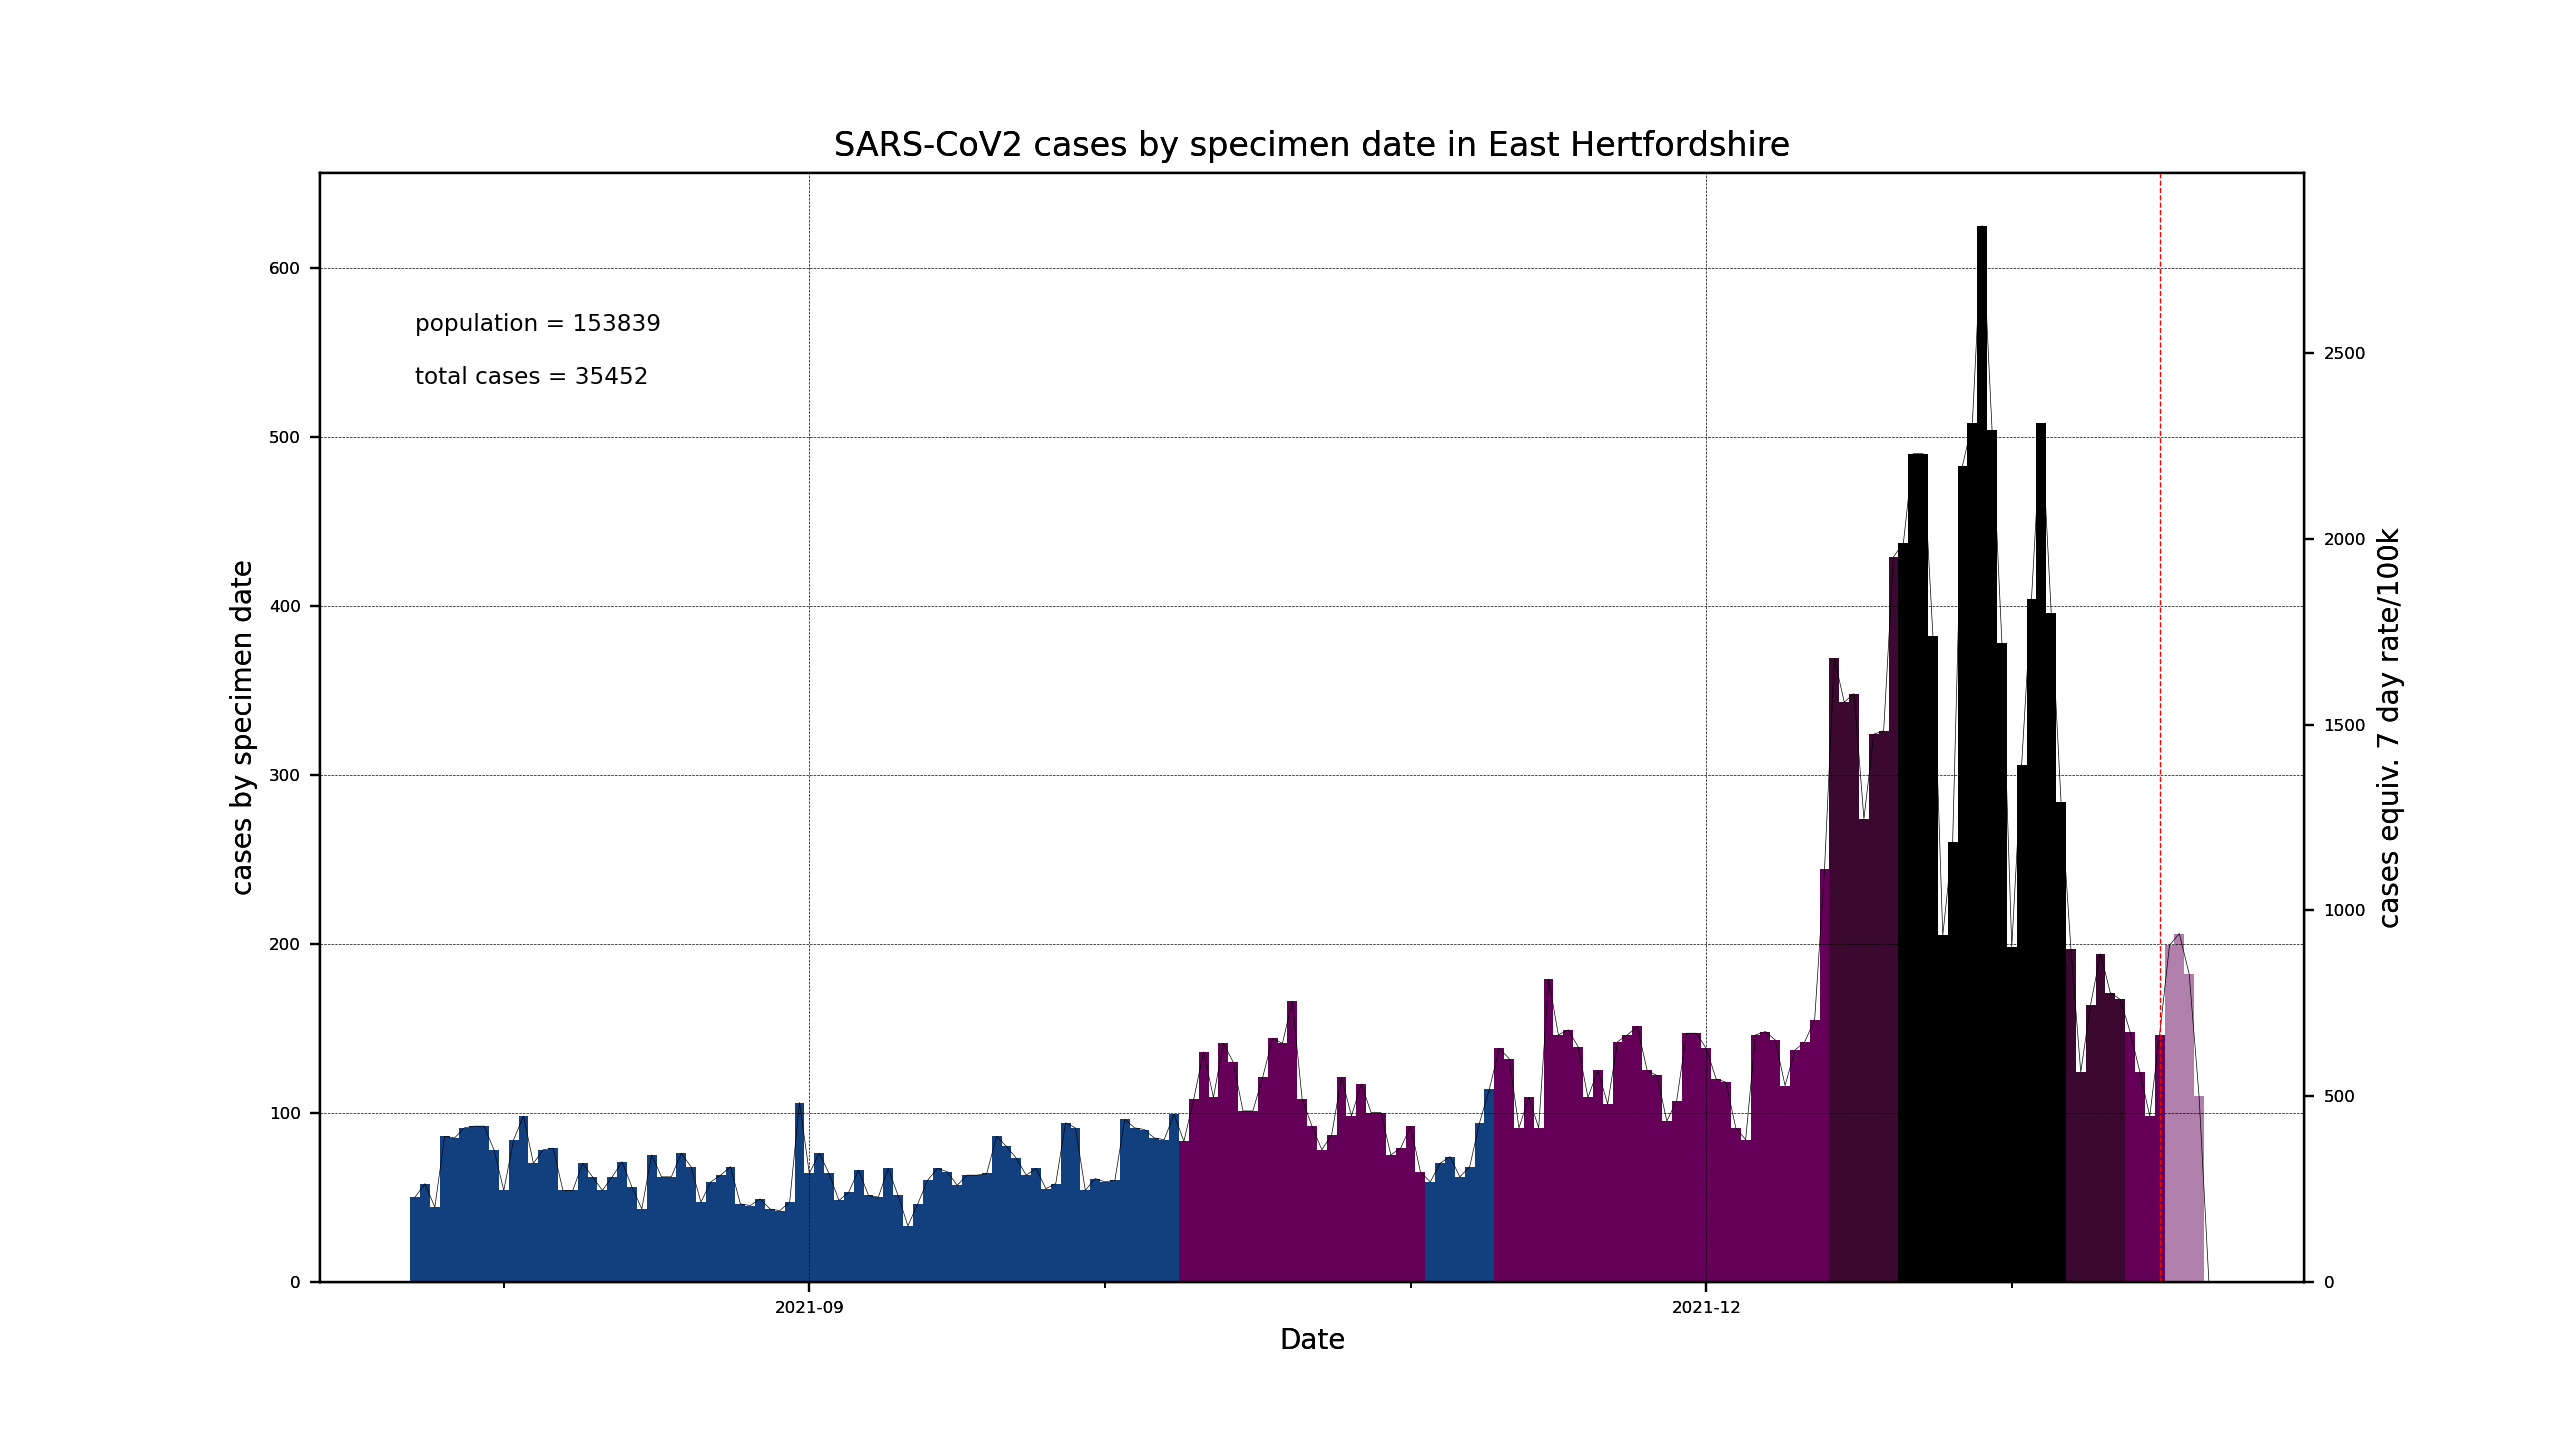 SARS-CoV2 cases by specimen date in East Hertfordshire
population = 153839
total cases = 35452
cases by specimen date
600
500
400
300
200
100
0
2500
2000
1500
1000
500
0
cases equiv. 7 day rate/100k
2021-09
2021-12
Date